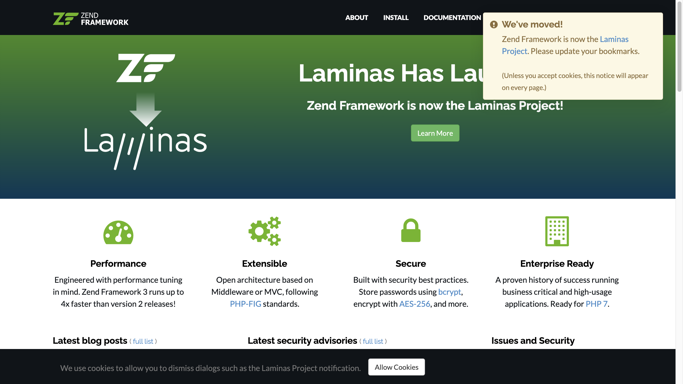 ZEND
FRAMEWORK
ABOUT INSTALL DOCUMENTATION
We've moved!
Zend Framework is now the Laminas
Project. Please update your bookmarks.
(Unless you accept cookies, this notice will appear
on every page.)
ZF
Laminas
Laminas Has Lau
Zend Framework is now the Laminas Project!
Learn More
Performance
Engineered with performance tuning
in mind. Zend Framework 3 runs up to
4x faster than version 2 releases!
Extensible
Open architecture based on
Middleware or MVC, following
PHP-FIG standards.
Secure
Built with security best practices.
Store passwords using bcrypt,
encrypt with AES-256, and more.
Enterprise Ready
A proven history of success running
business critical and high-usage
applications. Ready for PHP 7.
Latest blog posts ( full list )
Latest security advisories ( full list )
Issues and Security
We use cookies to allow you to dismiss dialogs such as the Laminas Project notification.
Allow Cookies